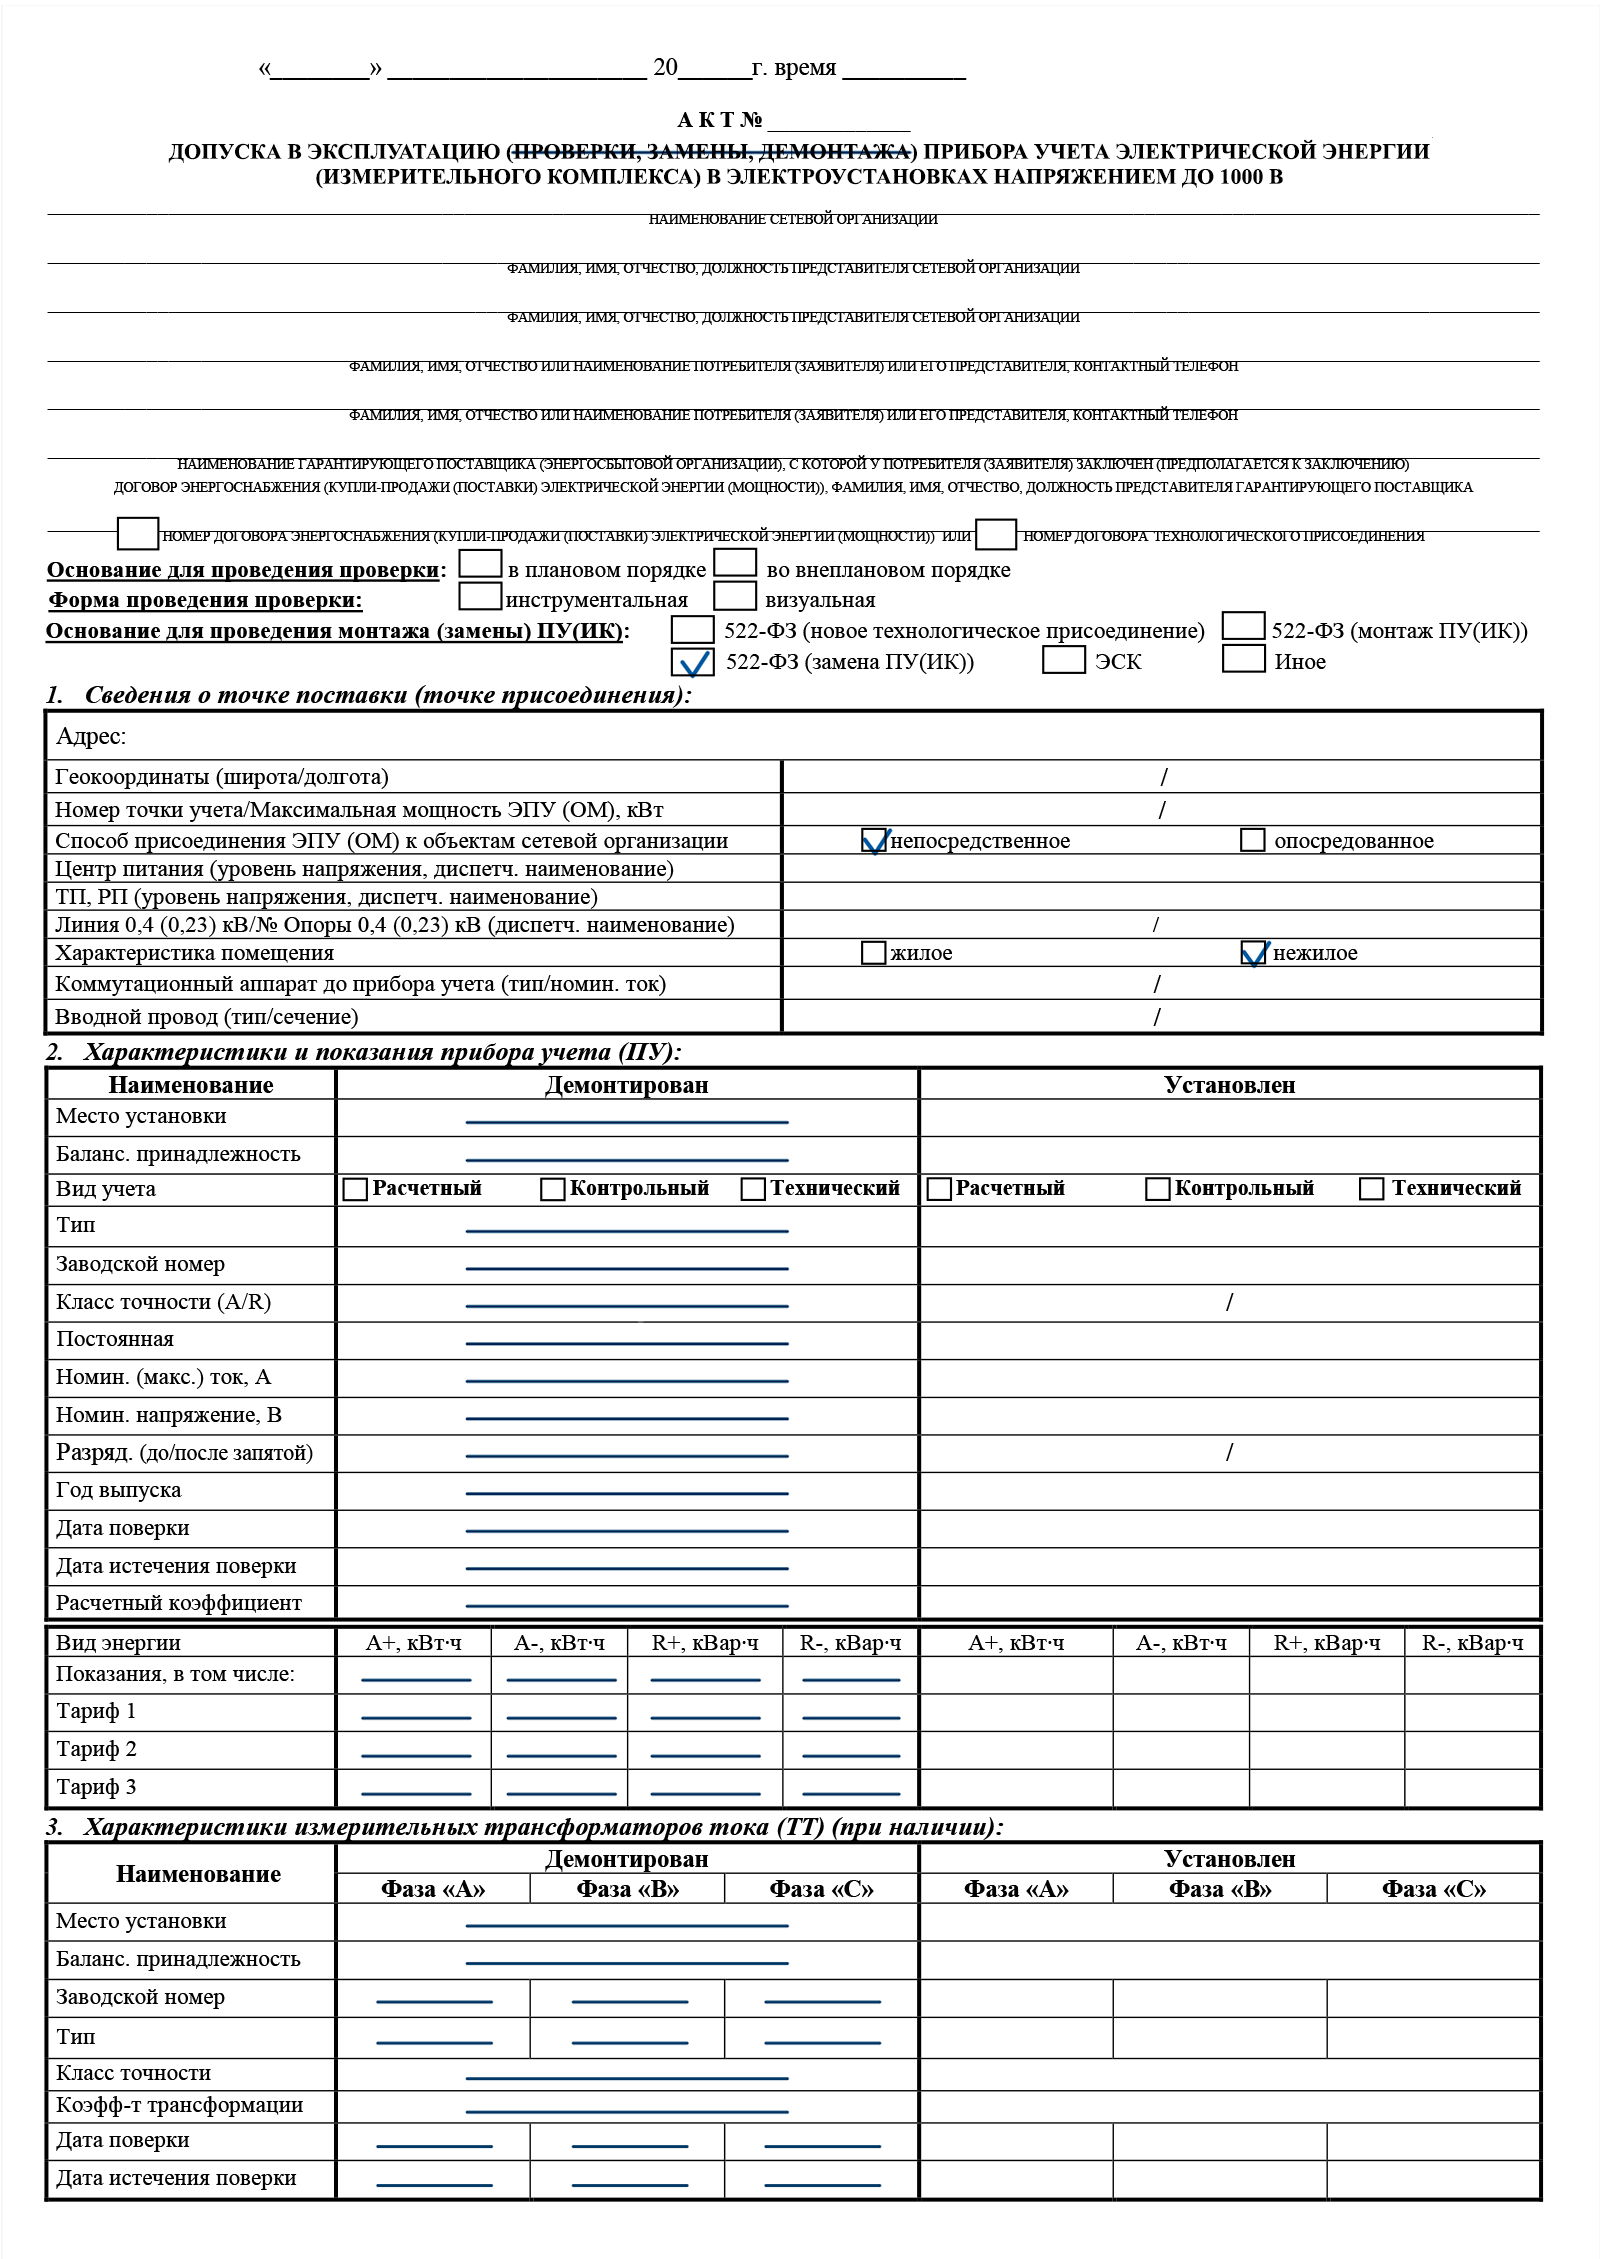 «________» _____________________ 20______г. время __________
А К Т № ____________
ДОПУСКА В ЭКСПЛУАТАЦИЮ (ПРОВЕРКИ, ЗАМЕНЫ, ДЕМОНТАЖА) ПРИБОРА УЧЕТА ЭЛЕКТРИЧЕСКОЙ ЭНЕРГИИ
(ИЗМЕРИТЕЛЬНОГО КОМПЛЕКСА) В ЭЛЕКТРОУСТАНОВКАХ НАПРЯЖЕНИЕМ ДО 1000 В
НАИМЕНОВАНИЕ СЕТЕВОЙ ОРГАНИЗАЦИИ
ФАМИЛИЯ, ИМЯ, ОТЧЕСТВО, ДОЛЖНОСТЬ ПРЕДСТАВИТЕЛЯ СЕТЕВОЙ ОРГАНИЗАЦИИ
ФАМИЛИЯ, ИМЯ, ОТЧЕСТВО, ДОЛЖНОСТЬ ПРЕДСТАВИТЕЛЯ СЕТЕВОЙ ОРГАНИЗАЦИИ
ФАМИЛИЯ, ИМЯ, ОТЧЕСТВО ИЛИ НАИМЕНОВАНИЕ ПОТРЕБИТЕЛЯ (ЗАЯВИТЕЛЯ) ИЛИ ЕГО ПРЕДСТАВИТЕЛЯ, КОНТАКТНЫЙ ТЕЛЕФОН
ФАМИЛИЯ, ИМЯ, ОТЧЕСТВО ИЛИ НАИМЕНОВАНИЕ ПОТРЕБИТЕЛЯ (ЗАЯВИТЕЛЯ) ИЛИ ЕГО ПРЕДСТАВИТЕЛЯ, КОНТАКТНЫЙ ТЕЛЕФОН
НАИМЕНОВАНИЕ ГАРАНТИРУЮЩЕГО ПОСТАВЩИКА (ЭНЕРГОСБЫТОВОЙ ОРГАНИЗАЦИИ), С КОТОРОЙ У ПОТРЕБИТЕЛЯ (ЗАЯВИТЕЛЯ) ЗАКЛЮЧЕН (ПРЕДПОЛАГАЕТСЯ К ЗАКЛЮЧЕНИЮ)
ДОГОВОР ЭНЕРГОСНАБЖЕНИЯ (КУПЛИ-ПРОДАЖИ (ПОСТАВКИ) ЭЛЕКТРИЧЕСКОЙ ЭНЕРГИИ (МОЩНОСТИ)), ФАМИЛИЯ, ИМЯ, ОТЧЕСТВО, ДОЛЖНОСТЬ ПРЕДСТАВИТЕЛЯ ГАРАНТИРУЮЩЕГО ПОСТАВЩИКА
НОМЕР ДОГОВОРА ЭНЕРГОСНАБЖЕНИЯ (КУПЛИ-ПРОДАЖИ (ПОСТАВКИ) ЭЛЕКТРИЧЕСКОЙ ЭНЕРГИИ (МОЩНОСТИ)) ИЛИ НОМЕР ДОГОВОРА ТЕХНОЛОГИЧЕСКОГО ПРИСОЕДИНЕНИЯ
Основание для проведения проверки: в плановом порядке во внеплановом порядке
Форма проведения проверки: инструментальная визуальная
Основание для проведения монтажа (замены) ПУ(ИК): 522-ФЗ (новое технологическое присоединение) 522-ФЗ (монтаж ПУ(ИК))
522-ФЗ (замена ПУ(ИК)) ЭСК Иное
1. Сведения о точке поставки (точке присоединения):
Адрес:
Геокоординаты (широта/долгота) /
Номер точки учета/Максимальная мощность ЭПУ (ОМ), кВт /
Способ присоединения ЭПУ (ОМ) к объектам сетевой организации непосредственное опосредованное
Центр питания (уровень напряжения, диспетч. наименование)
ТП, РП (уровень напряжения, диспетч. наименование)
Линия 0,4 (0,23) кВ/№ Опоры 0,4 (0,23) кВ (диспетч. наименование) /
Характеристика помещения жилое нежилое
Коммутационный аппарат до прибора учета (тип/номин. ток) /
Вводной провод (тип/сечение) /
2. Характеристики и показания прибора учета (ПУ):
Наименование Демонтирован Установлен
Место установки
Баланс. принадлежность
Вид учета Расчетный Контрольный Технический Расчетный Контрольный Технический
Тип
Заводской номер
Класс точности (A/R) /
Постоянная
Номин. (макс.) ток, А
Номин. напряжение, В
Разряд. (до/после запятой) /
Год выпуска
Дата поверки
Дата истечения поверки
Расчетный коэффициент
Вид энергии А+, кВт·ч А-, кВт·ч R+, кВар·ч R-, кВар·ч А+, кВт·ч А-, кВт·ч R+, кВар·ч R-, кВар·ч
Показания, в том числе:
Тариф 1
Тариф 2
Тариф 3
3. Характеристики измерительных трансформаторов тока (ТТ) (при наличии):
Наименование Демонтирован Установлен
Фаза «А» Фаза «В» Фаза «С» Фаза «А» Фаза «В» Фаза «С»
Место установки
Баланс. принадлежность
Заводской номер
Тип
Класс точности
Коэфф-т трансформации
Дата поверки
Дата истечения поверки